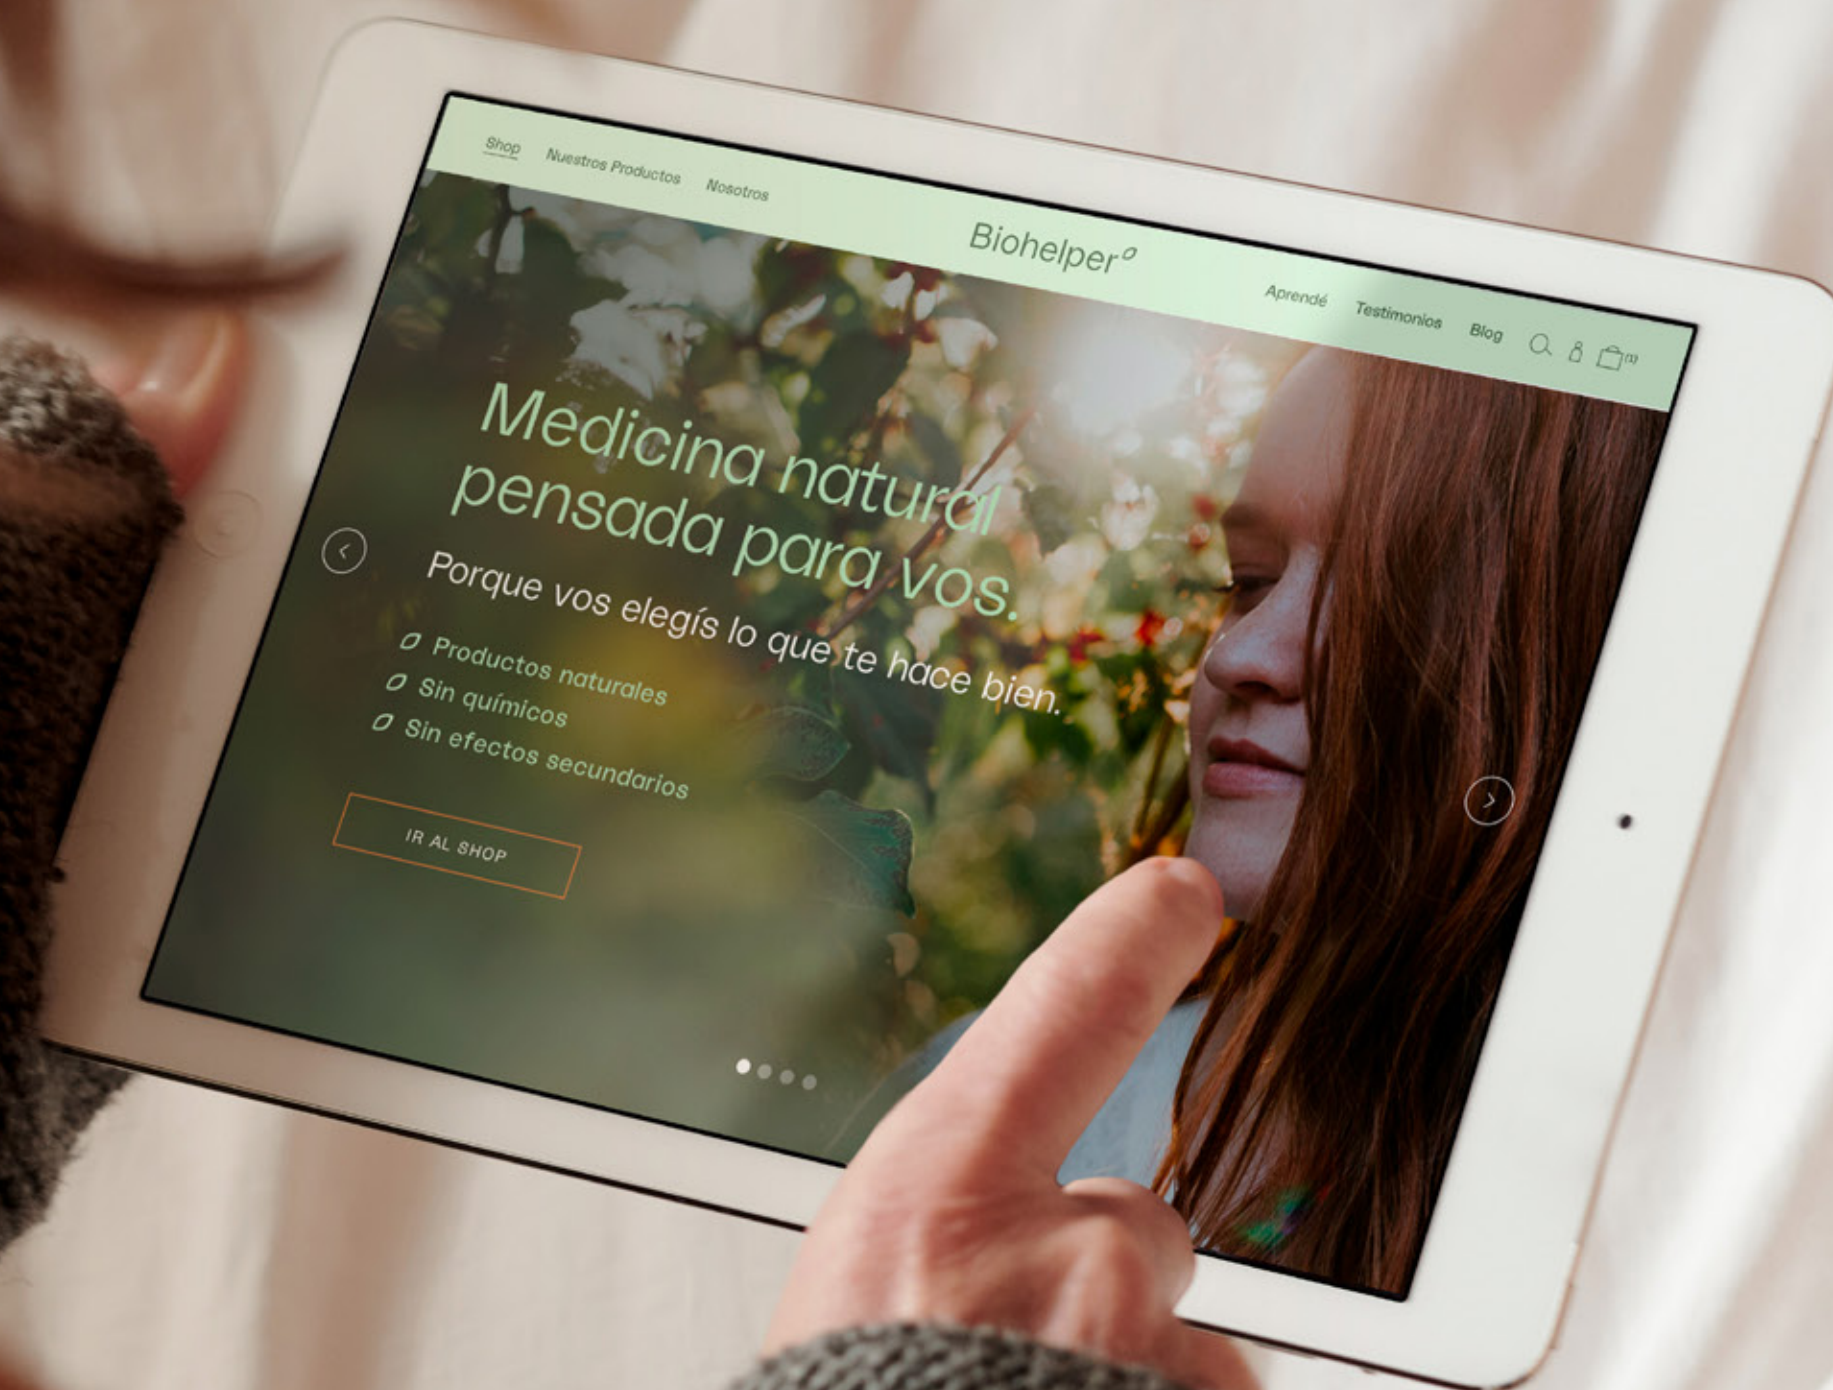 Shop Nuestros Productos Nosotros
Biohelper
Aprendé Testimonios Blog (1)
Medicina natural
pensada para vos.
Porque vos elegís lo que te hace bien.
Productos naturales
Sin químicos
Sin efectos secundarios
IR AL SHOP